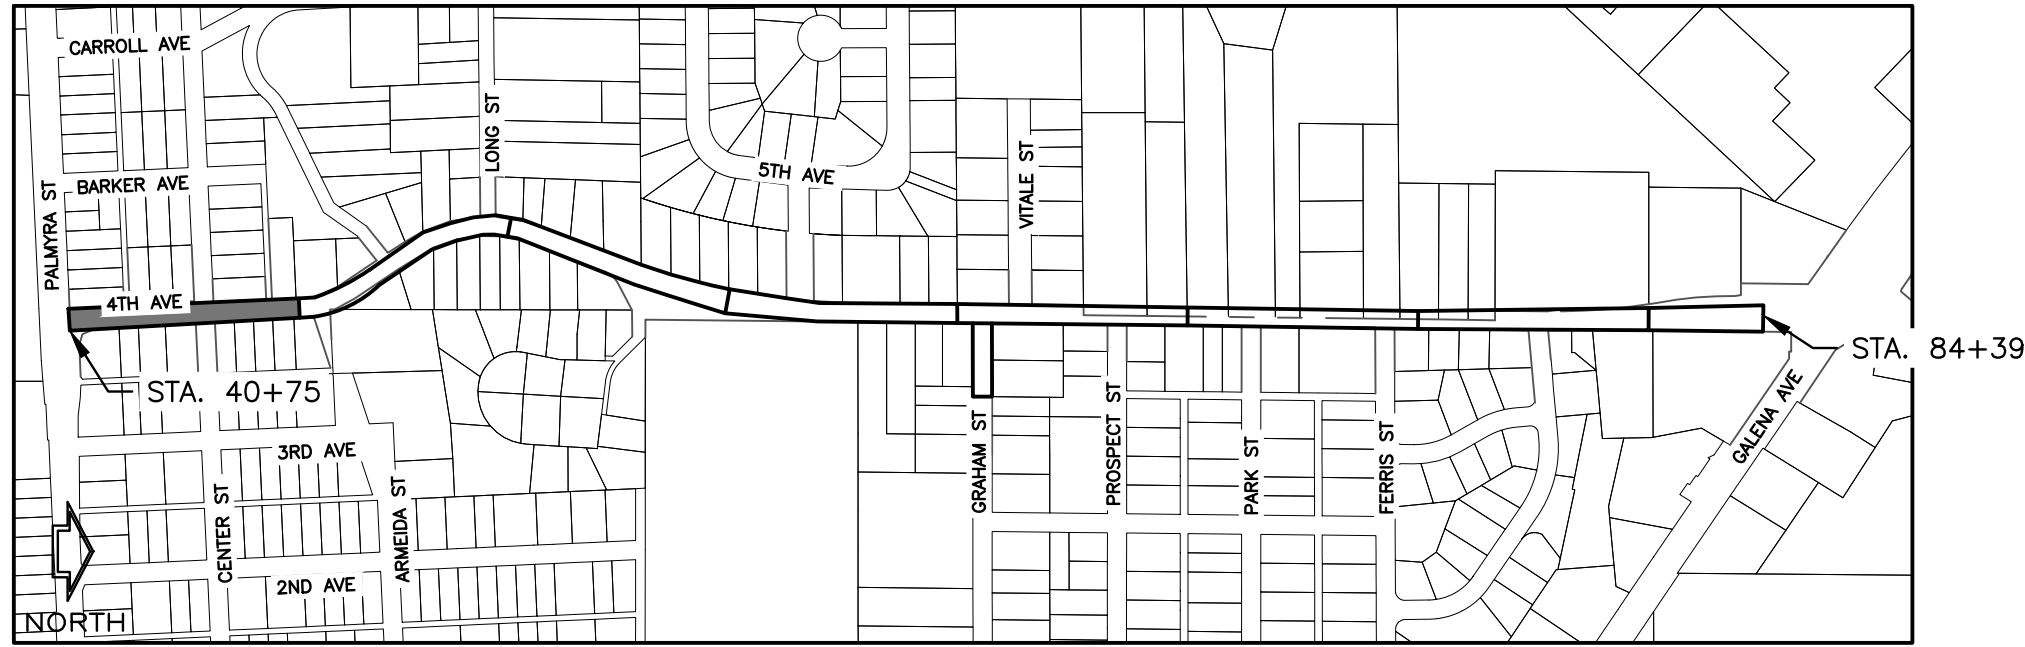 CARROLL AVE
LONG ST
5TH AVE
VITALE ST
PALMYRA ST
BARKER AVE
4TH AVE
STA. 40+75
STA. 84+39
3RD AVE
CENTER ST
ARMEIDA ST
2ND AVE
GRAHAM ST
PROSPECT ST
PARK ST
FERRIS ST
GALENA AVE
NORTH